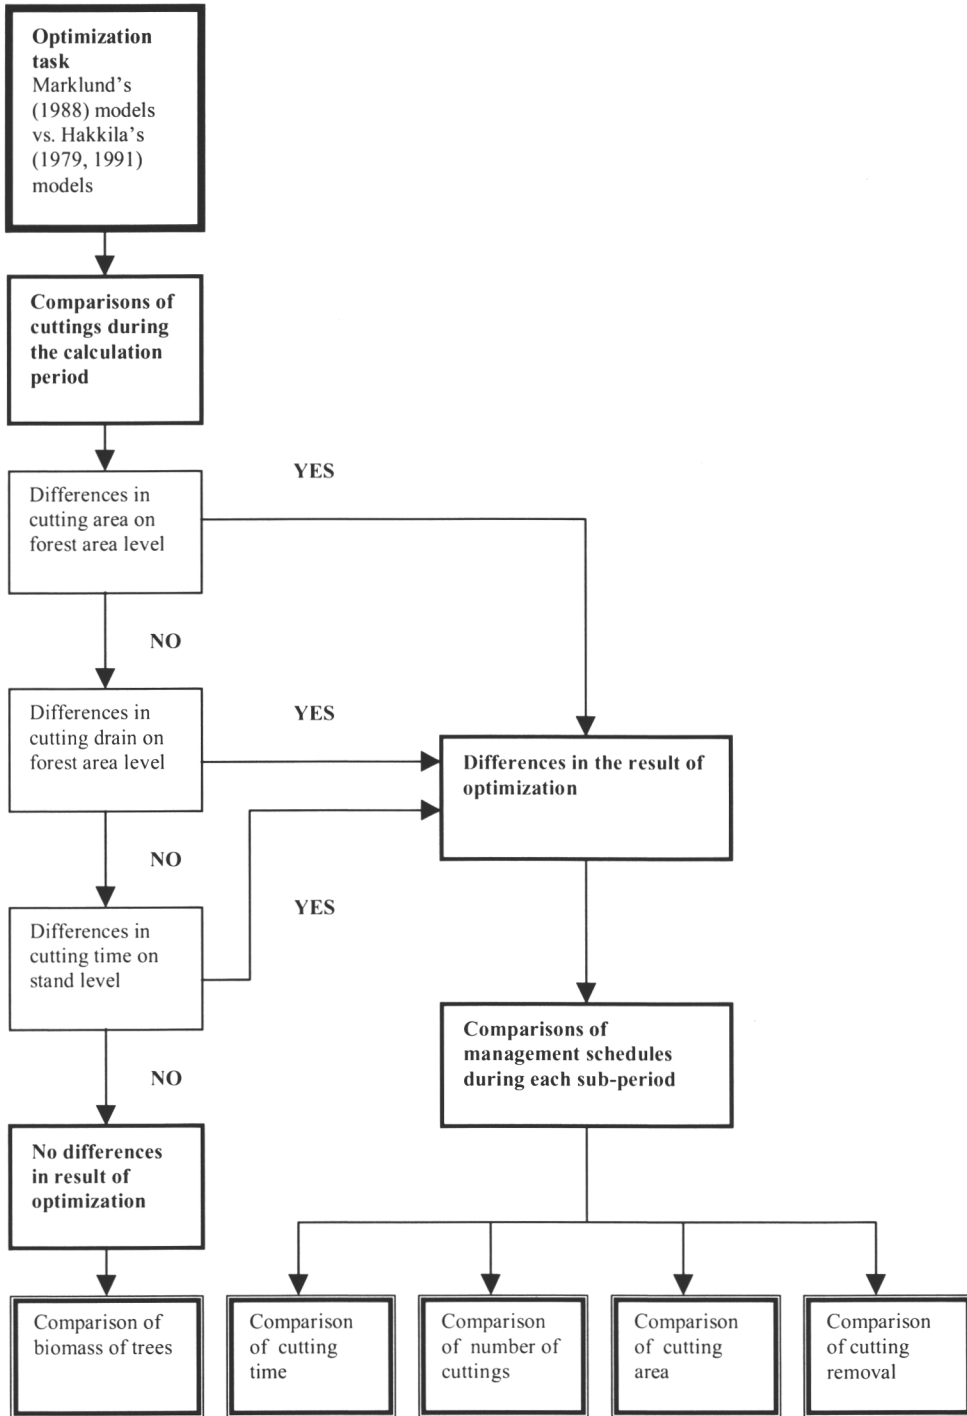 Optimization
task
Marklund's
(1988) models
vs. Hakkila's
(1979, 1991)
models
Comparisons of
cuttings during
the calculation
period
YES
Differences in
cutting area on
forest area level
NO
Differences in
cutting drain on
forest area level
YES
Differences in the result of
optimization
NO
YES
Differences in
cutting time on
stand level
Comparisons of
management schedules
during each sub-period
NO
No differences
in result of
optimization
Comparison of
biomass of trees
Comparison
of cutting
time
Comparison
of number of
cuttings
Comparison
of cutting
area
Comparison
of cutting
removal